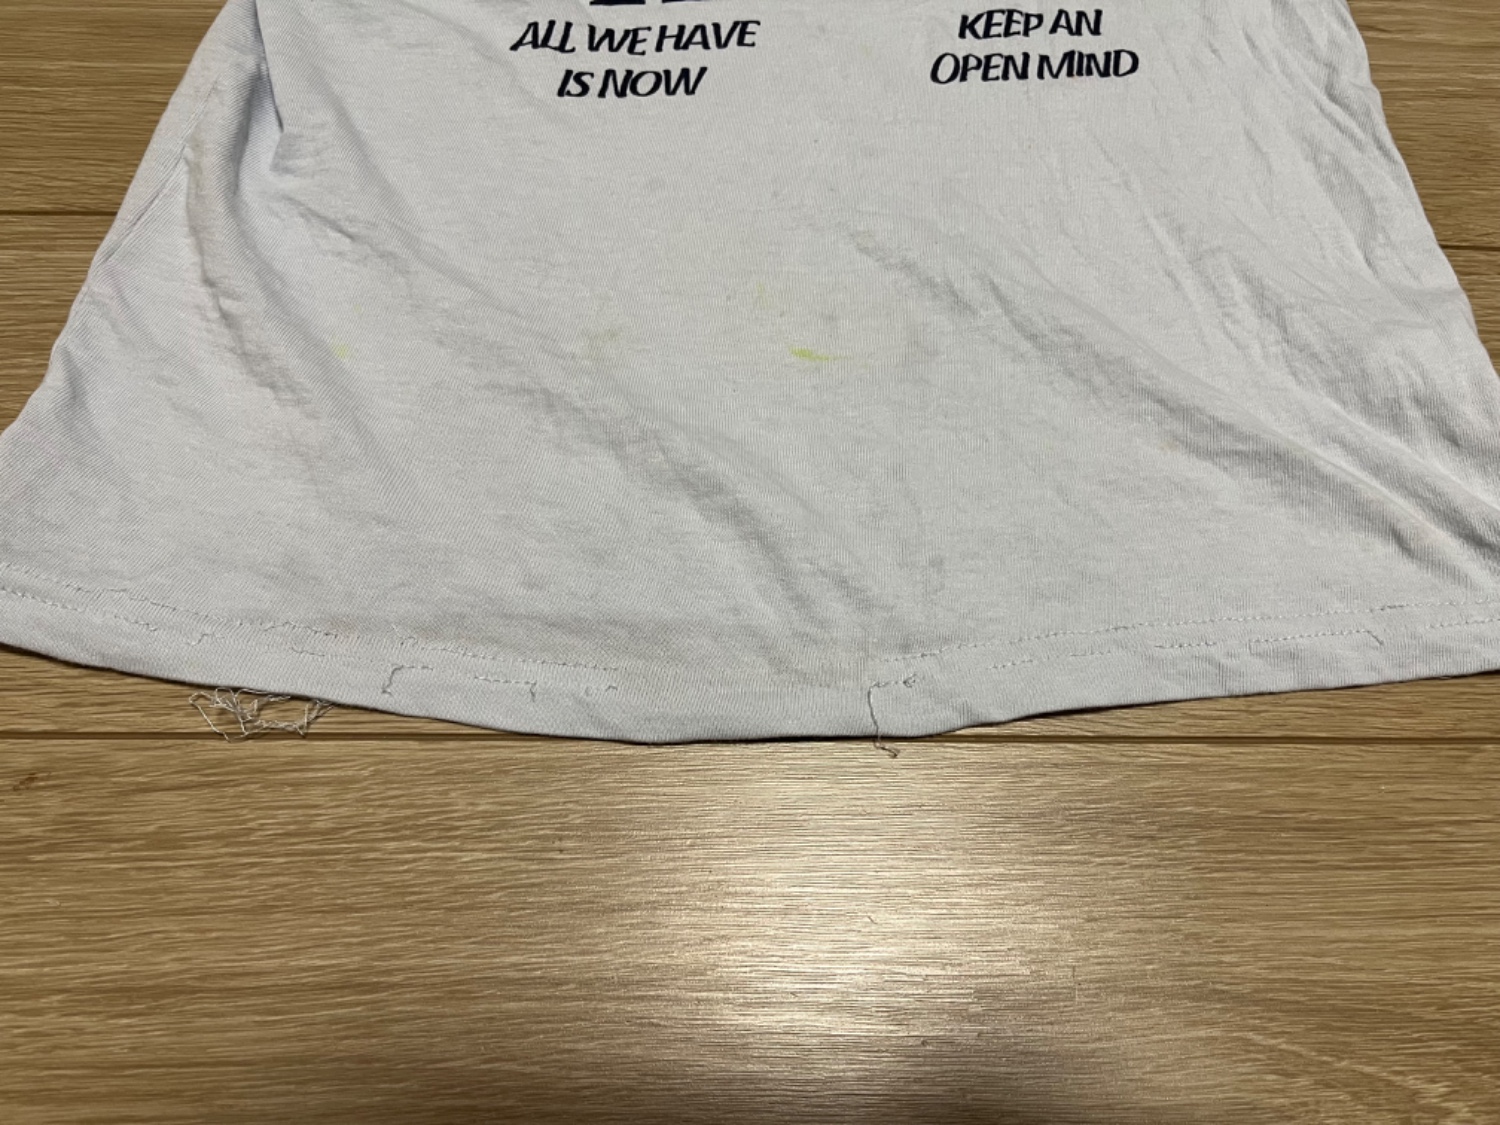 ALL WE HAVE
IS NOW
KEEP AN
OPEN MIND